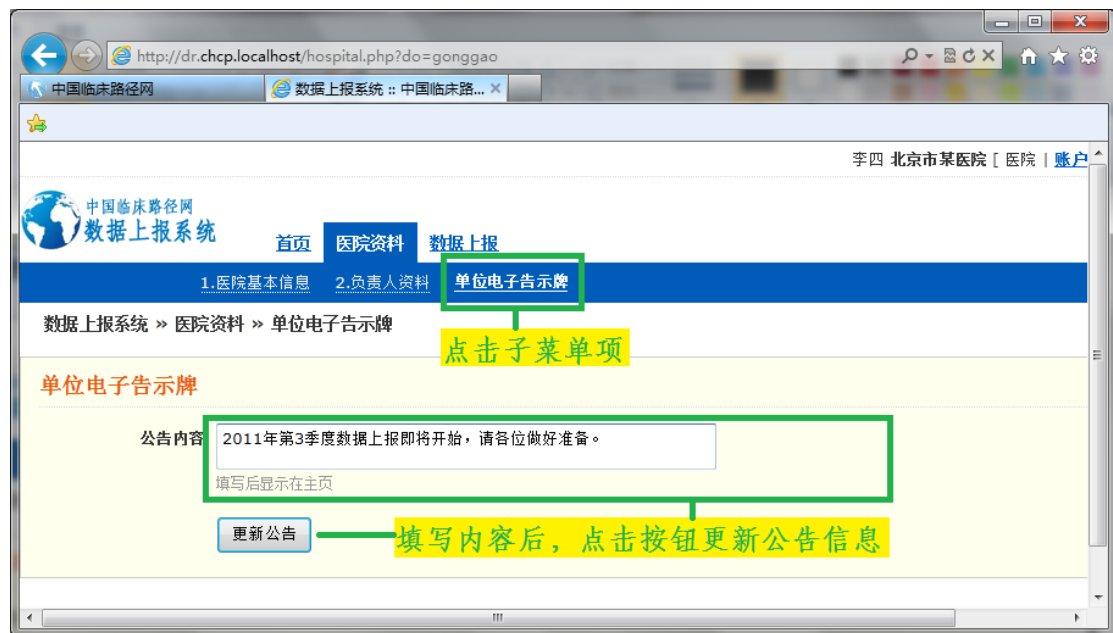 http://dr.chcp.localhost/hospital.php?do=gonggao
中国临床路径网
数据上报系统 :: 中国临床路...
李四 北京市某医院 [ 医院 | 账户
中国临床路径网
数据上报系统
首页 医院资料 数据上报
1.医院基本信息 2.负责人资料 单位电子告示牌
数据上报系统 » 医院资料 » 单位电子告示牌
点击子菜单项
单位电子告示牌
公告内容 2011年第3季度数据上报即将开始，请各位做好准备。
填写后显示在主页
更新公告
填写内容后，点击按钮更新公告信息